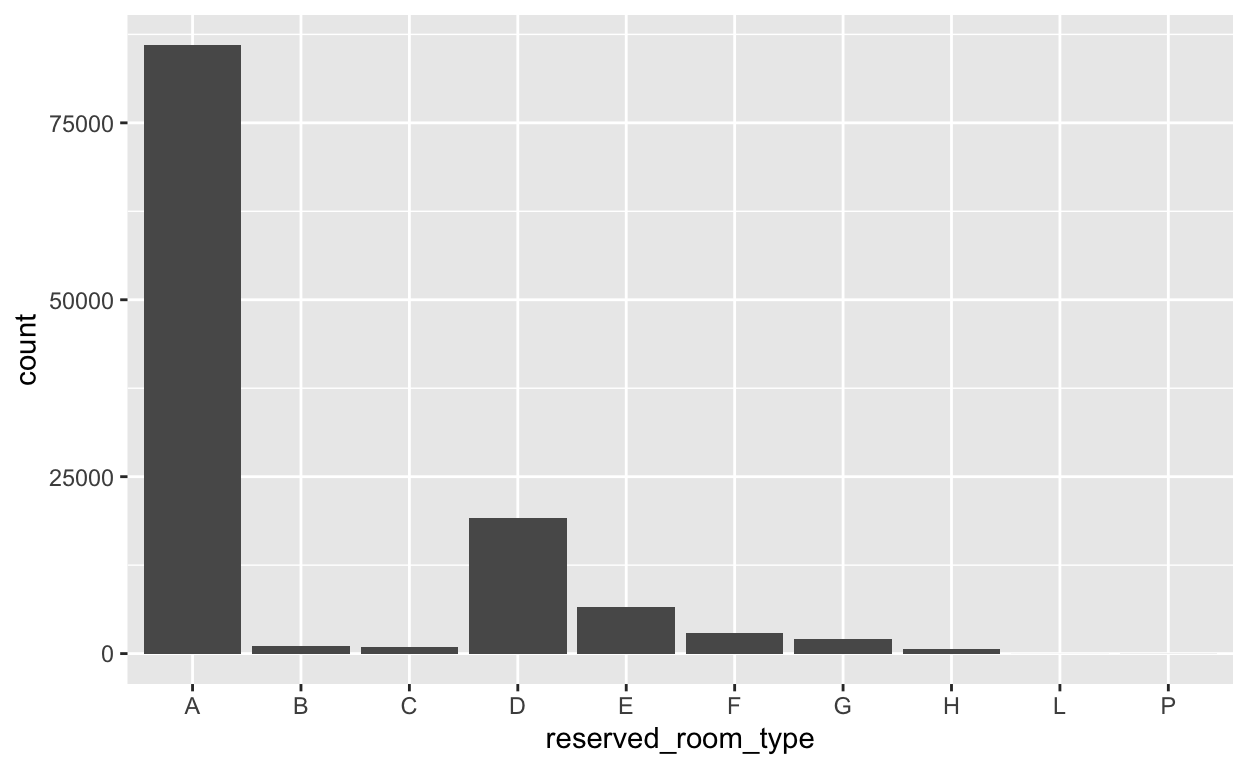 count
75000
50000
25000
0
A B C D E F G H L P
reserved_room_type